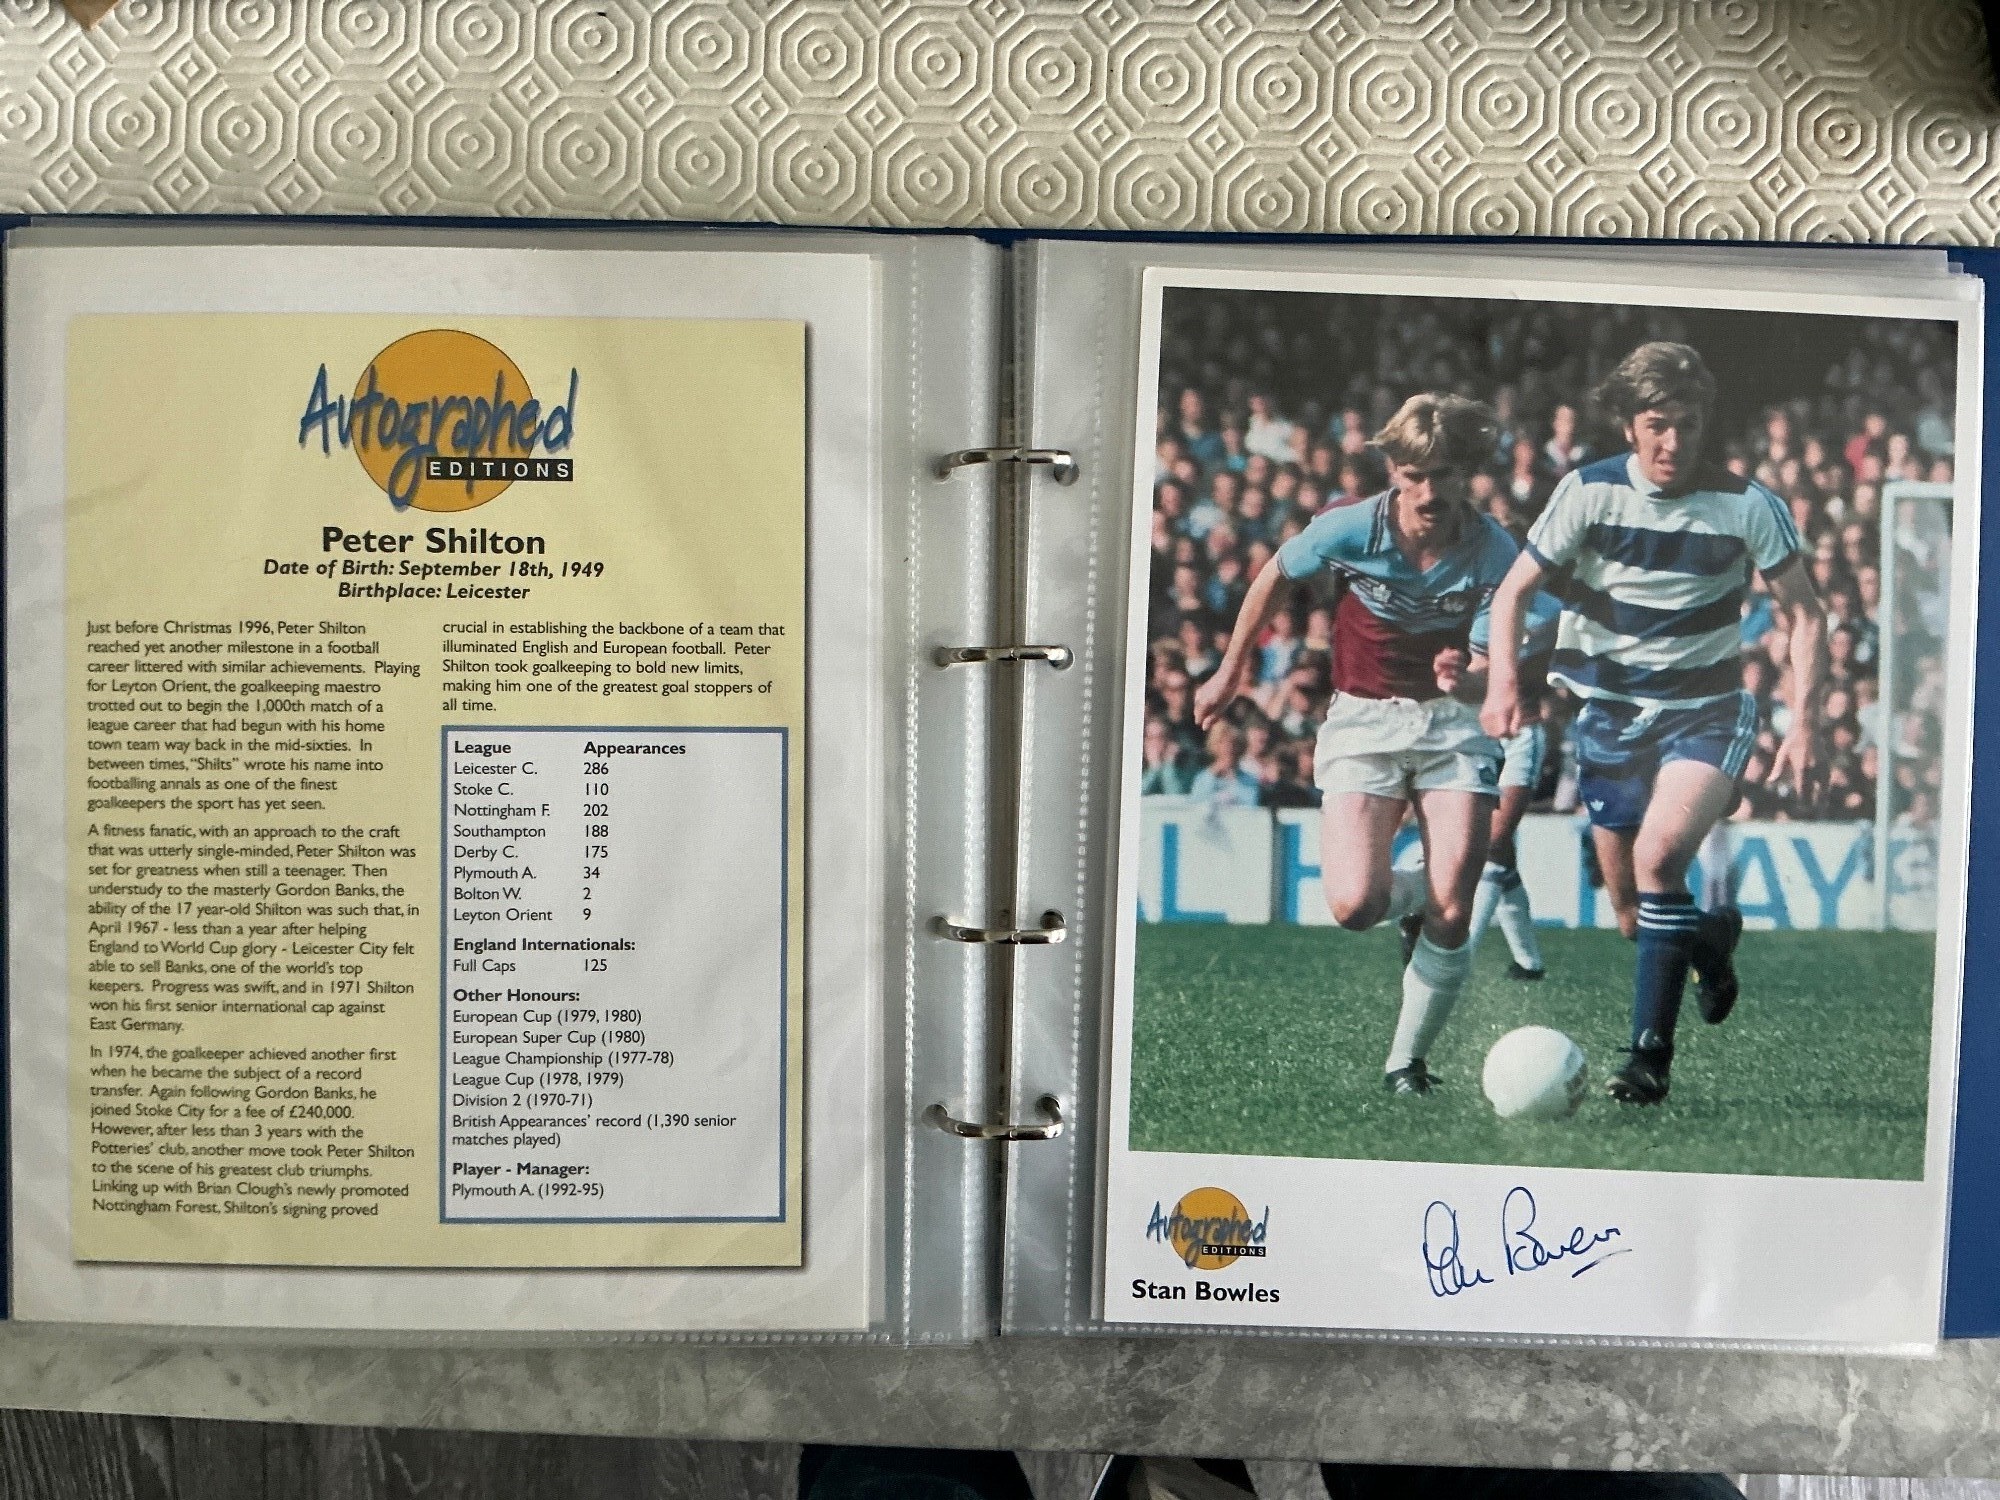 Autographed
EDITIONS
Peter Shilton
Date of Birth: September 18th, 1949
Birthplace: Leicester
Just before Christmas 1996, Peter Shilton
reached yet another milestone in a football
career littered with similar achievements. Playing
for Leyton Orient, the goalkeeping maestro
trotted out to begin the 1,000th match of a
league career that had begun with his home
town team way back in the mid-sixties. In
between times, "Shilts" wrote his name into
footballing annals as one of the finest
goalkeepers the sport has yet seen.
A fitness fanatic, with an approach to the craft
that was utterly single-minded, Peter Shilton was
set for greatness when still a teenager. Then
understudy to the masterly Gordon Banks, the
ability of the 17 year-old Shilton was such that, in
April 1967 - less than a year after helping
England to World Cup glory - Leicester City felt
able to sell Banks, one of the world's top
keepers. Progress was swift, and in 1971 Shilton
won his first senior international cap against
East Germany.
In 1974, the goalkeeper achieved another first
when he became the subject of a record
transfer. Again following Gordon Banks, he
joined Stoke City for a fee of £240,000.
However, after less than 3 years with the
Potteries' club, another move took Peter Shilton
to the scene of his greatest club triumphs.
Linking up with Brian Clough's newly promoted
Nottingham Forest, Shilton's signing proved
crucial in establishing the backbone of a team that
illuminated English and European football. Peter
Shilton took goalkeeping to bold new limits,
making him one of the greatest goal stoppers of
all time.
League Appearances
Leicester C. 286
Stoke C. 110
Nottingham F. 202
Southampton 188
Derby C. 175
Plymouth A. 34
Bolton W. 2
Leyton Orient 9
England Internationals:
Full Caps 125
Other Honours:
European Cup (1979, 1980)
European Super Cup (1980)
League Championship (1977-78)
League Cup (1978, 1979)
Division 2 (1970-71)
British Appearances' record (1,390 senior
matches played)
Player - Manager:
Plymouth A. (1992-95)
L H L DAYS
Autographed
EDITIONS
Stan Bowles
Stan Bowles